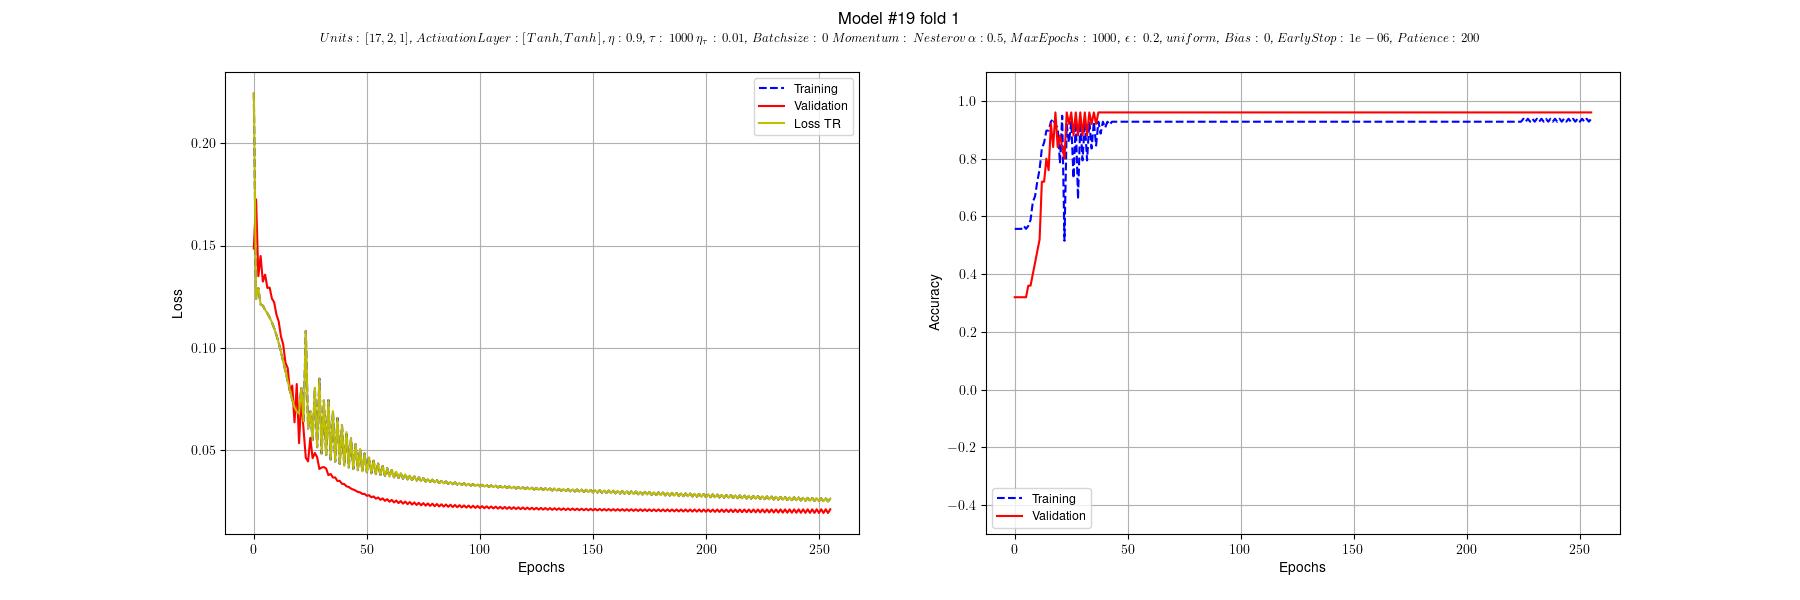 Model #19 fold 1
Units : [17, 2, 1], ActivationLayer : [Tanh, Tanh], η : 0.9, τ : 1000 ητ : 0.01, Batchsize : 0 Momentum : Nesterov α : 0.5, MaxEpochs : 1000, ϵ : 0.2, uniform, Bias : 0, EarlyStop : 1e − 06, Patience : 200
Training
Validation
Loss TR
0.20
0.15
0.10
0.05
Loss
0 50 100 150 200 250
Epochs
1.0
0.8
0.6
0.4
0.2
0.0
−0.2
−0.4
Accuracy
Training
Validation
0 50 100 150 200 250
Epochs